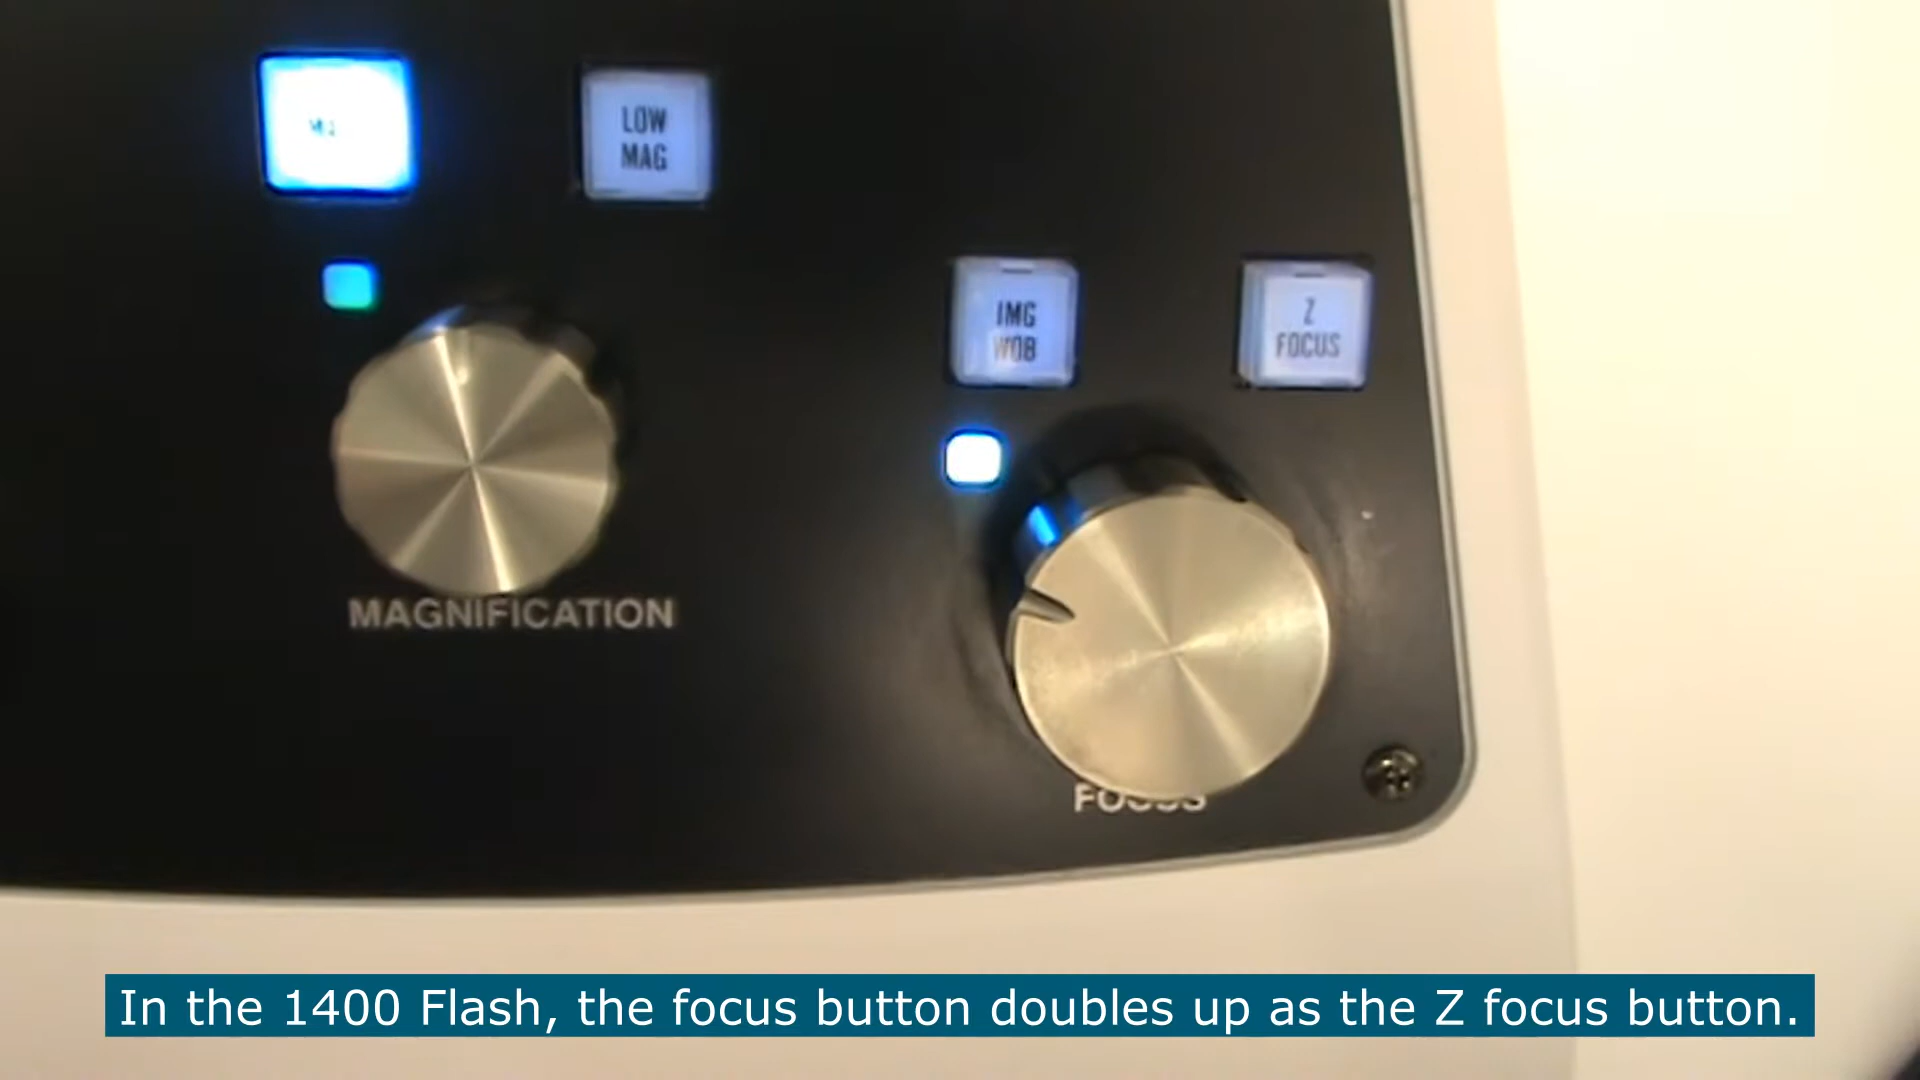 LOW
MAG
IMG
WOB
Z
FOCUS
MAGNIFICATION
FOCUS
In the 1400 Flash, the focus button doubles up as the Z focus button.